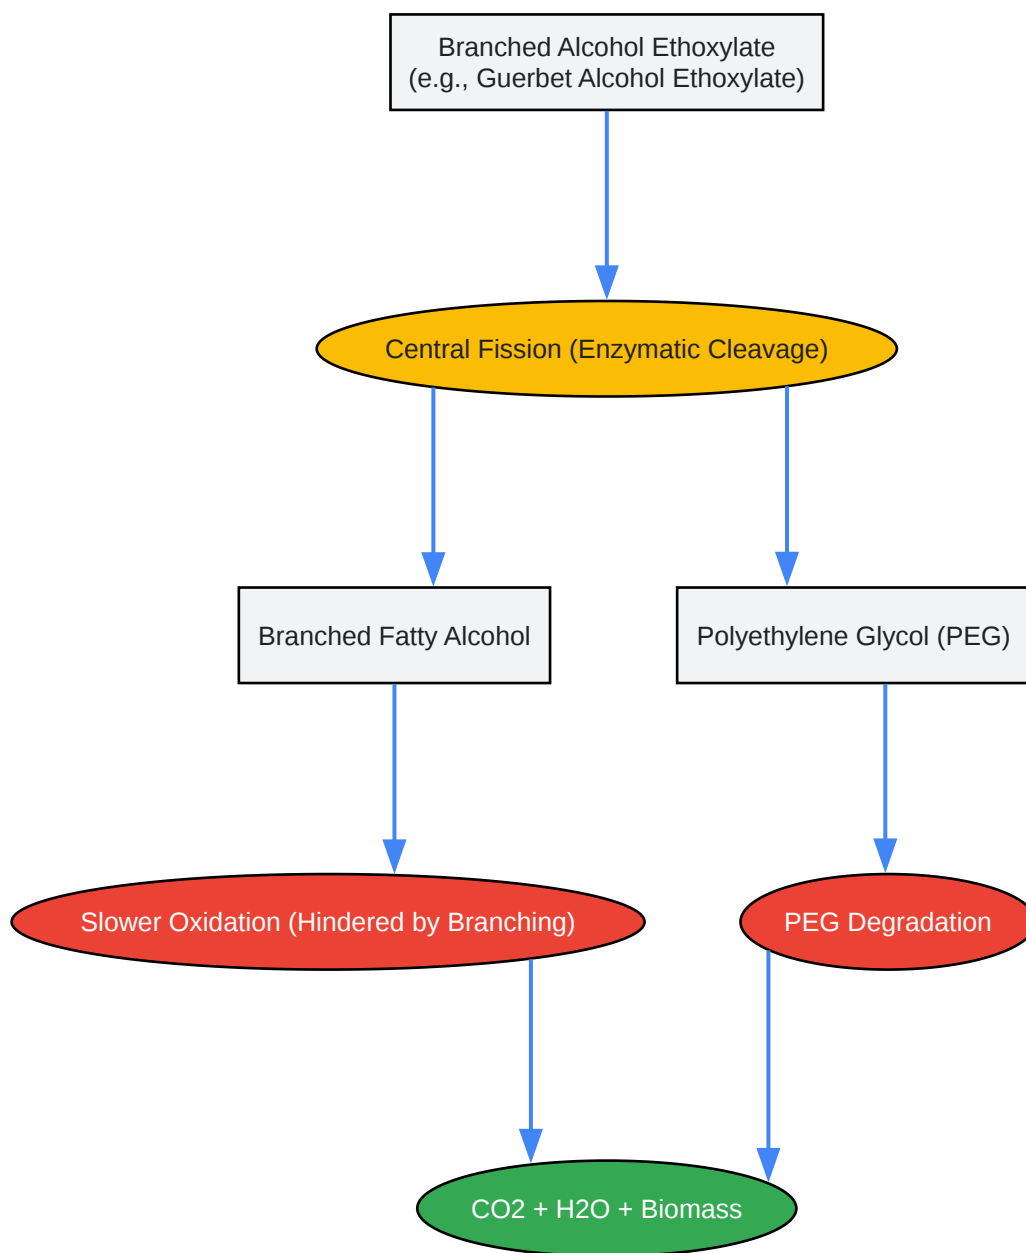 Branched Alcohol Ethoxylate
(e.g., Guerbet Alcohol Ethoxylate)
Central Fission (Enzymatic Cleavage)
Branched Fatty Alcohol
Polyethylene Glycol (PEG)
Slower Oxidation (Hindered by Branching)
PEG Degradation
CO2 + H2O + Biomass